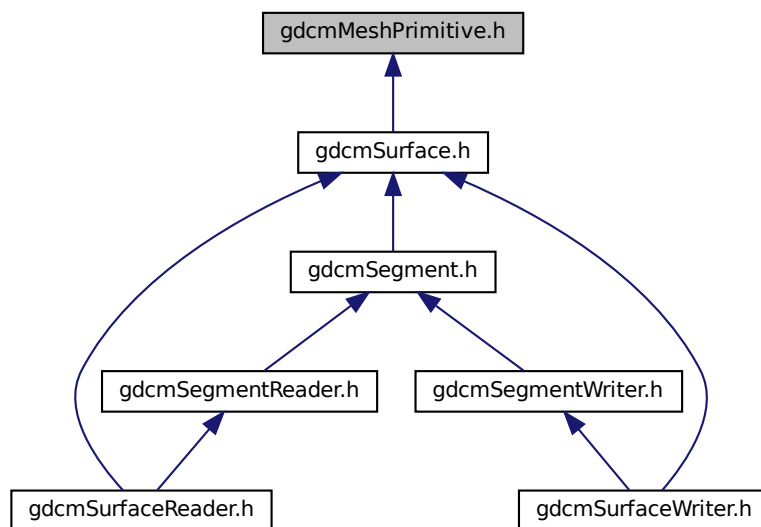 gdcmMeshPrimitive.h
gdcmSurface.h
gdcmSegment.h
gdcmSegmentReader.h
gdcmSegmentWriter.h
gdcmSurfaceReader.h
gdcmSurfaceWriter.h